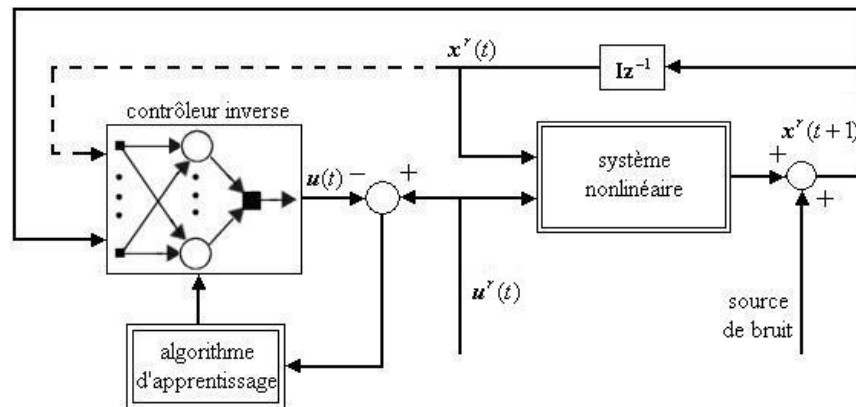 x^r(t)
Iz⁻¹
contrôleur inverse
x^r(t+1)
système
nonlinéaire
u(t)
−
+
+
+
u^r(t)
source
de bruit
algorithme
d'apprentissage